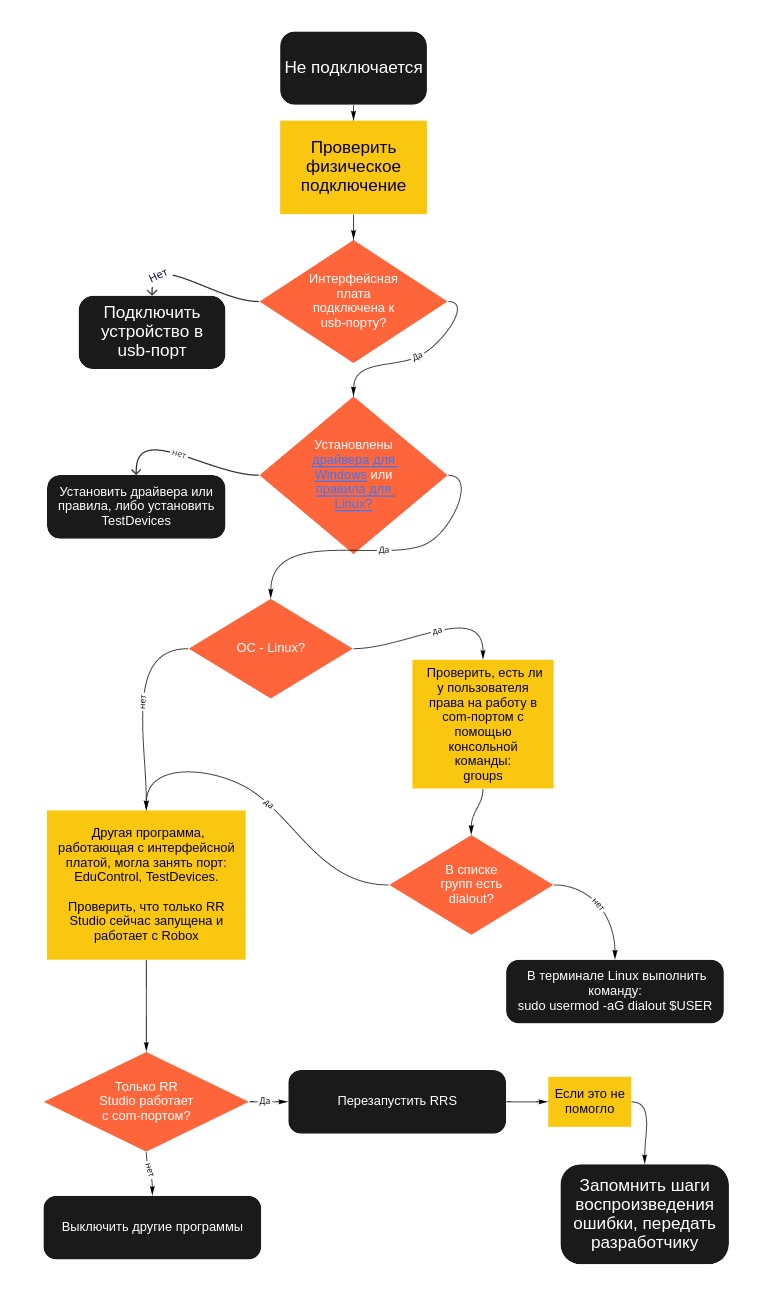 Не подключается
Проверить
физическое
подключение
Интерфейсная
плата
подключена к
usb-порту?
Нет
Подключить
устройство в
usb-порт
Да
Установлены
драйвера для
Windows или
правила для
Linux?
нет
Установить драйвера или
правила, либо установить
TestDevices
Да
ОС - Linux?
да
нет
Проверить, есть ли
у пользователя
права на работу в
com-портом с
помощью
консольной
команды:
groups
да
Другая программа,
работающая с интерфейсной
платой, могла занять порт:
EduControl, TestDevices.
Проверить, что только RR
Studio сейчас запущена и
работает с Robox
В списке
групп есть
dialout?
нет
В терминале Linux выполнить
команду:
sudo usermod -aG dialout $USER
Только RR
Studio работает
с com-портом?
Да
Перезапустить RRS
Если это не
помогло
нет
Запомнить шаги
воспроизведения
ошибки, передать
разработчику
Выключить другие программы